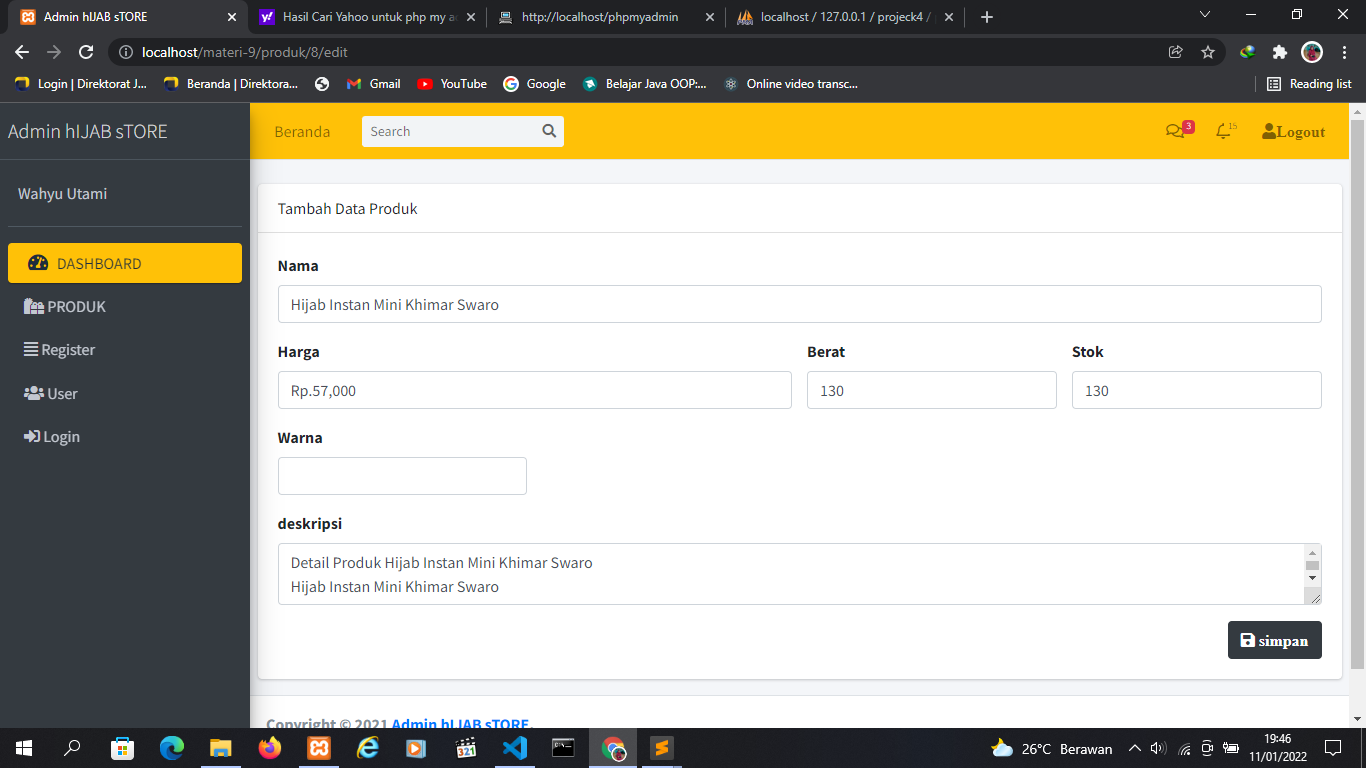 Admin hIJAB sTORE
Hasil Cari Yahoo untuk php my ad
http://localhost/phpmyadmin
localhost / 127.0.0.1 / projeck4 /
localhost/materi-9/produk/8/edit
Login | Direktorat J...
Beranda | Direktora...
Gmail
YouTube
Google
Belajar Java OOP:...
Online video transc...
Reading list
Admin hIJAB sTORE
Beranda
Search
3
15
Logout
Wahyu Utami
DASHBOARD
PRODUK
Register
User
Login
Tambah Data Produk
Nama
Hijab Instan Mini Khimar Swaro
Harga Berat Stok
Rp.57,000 130 130
Warna
deskripsi
Detail Produk Hijab Instan Mini Khimar Swaro
Hijab Instan Mini Khimar Swaro
simpan
Copyright © 2021 Admin hIJAB sTORE.
321
26°C Berawan
19:46
11/01/2022